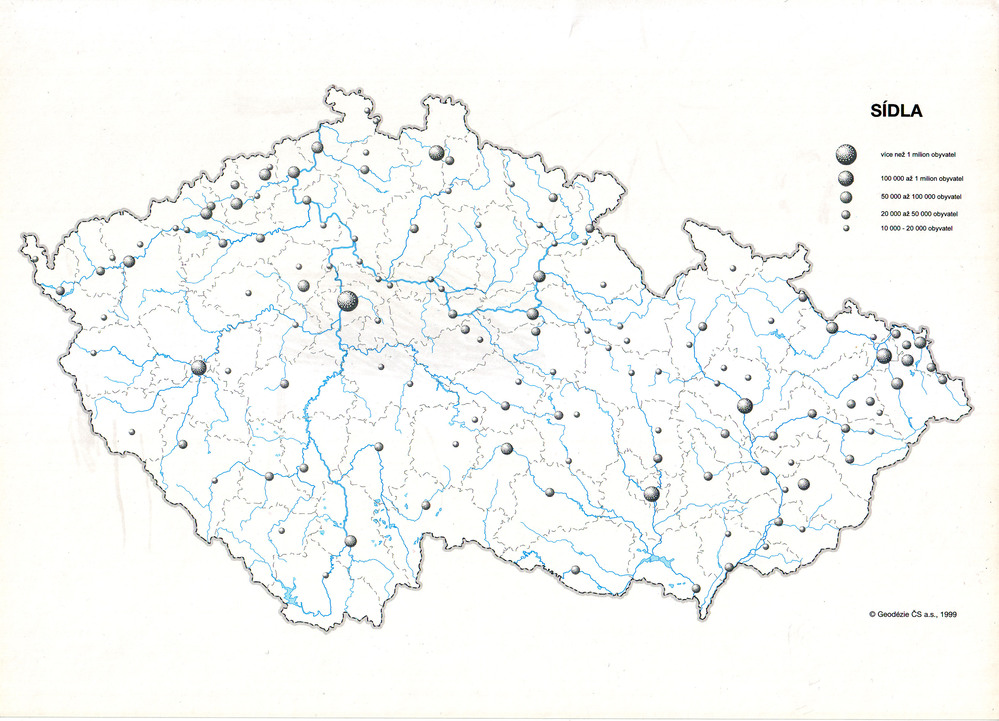 SÍDLA
více než 1 milion obyvatel
100 000 až 1 milion obyvatel
50 000 až 100 000 obyvatel
20 000 až 50 000 obyvatel
10 000 - 20 000 obyvatel
© Geodézie ČS a.s., 1999